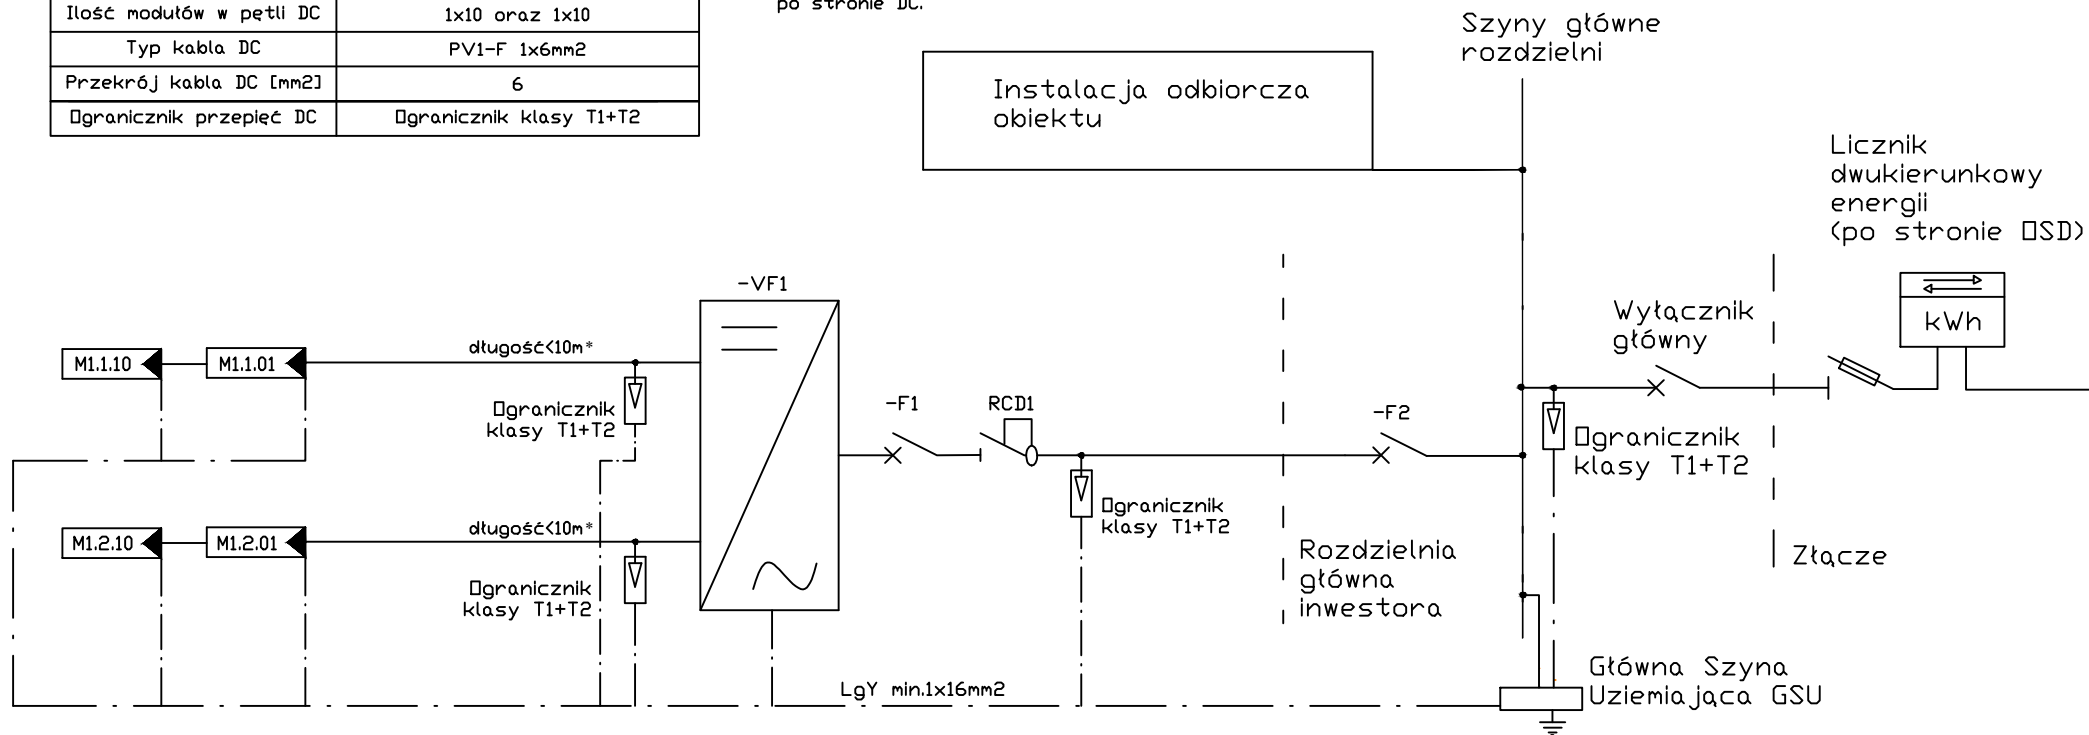 Ilość modułów w pętli DC 1x10 oraz 1x10
Typ kabla DC PV1-F 1x6mm2
Przekrój kabla DC [mm2] 6
Ogranicznik przepięć DC Ogranicznik klasy T1+T2
po stronie DC.
Szyny główne
rozdzielni
Instalacja odbiorcza
obiektu
Licznik
dwukierunkowy
energii
(po stronie OSD)
kWh
Wyłącznik
główny
-VF1
M1.1.10
M1.1.01
długość<10m*
Ogranicznik
klasy T1+T2
-F1
RCD1
-F2
Ogranicznik
klasy T1+T2
M1.2.10
M1.2.01
długość<10m*
Ogranicznik
klasy T1+T2
Ogranicznik
klasy T1+T2
Rozdzielnia
główna
inwestora
Złącze
LgY min.1x16mm2
Główna Szyna
Uziemiająca GSU